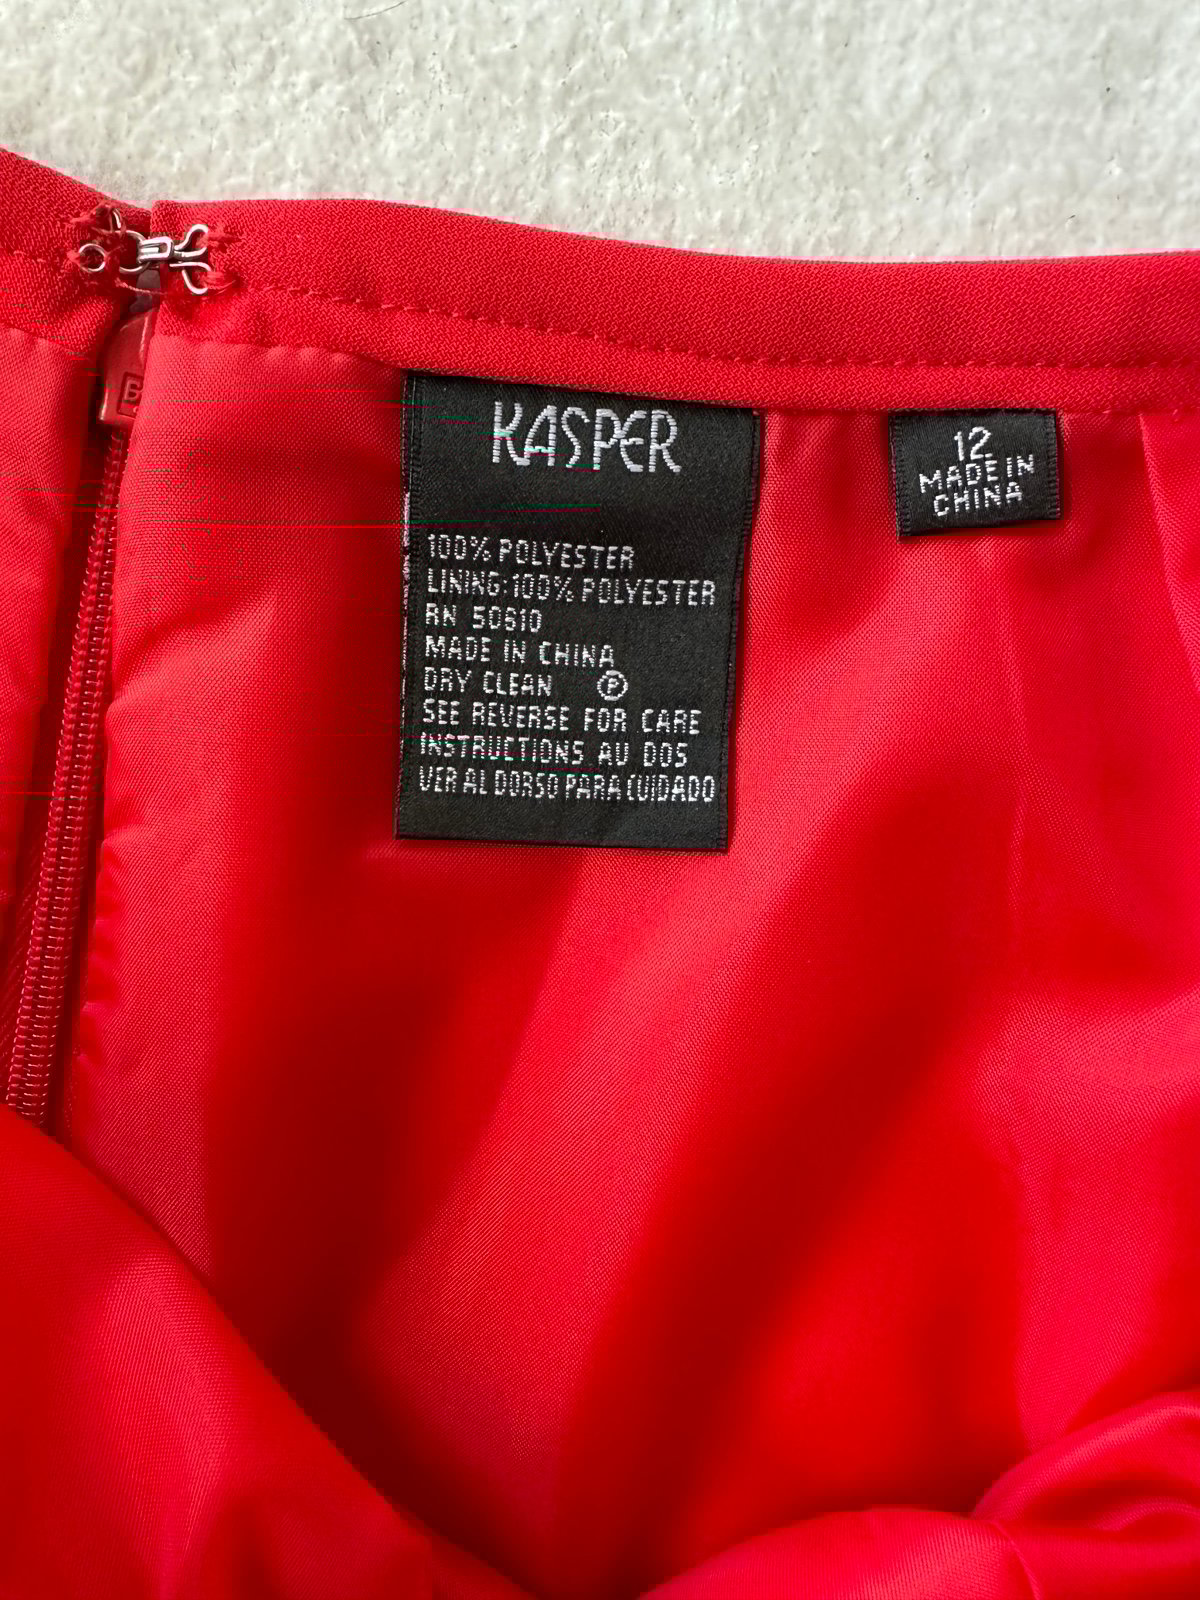 KASPER
100% POLYESTER
LINING:100% POLYESTER
RN 50610
MADE IN CHINA
DRY CLEAN Ⓟ
SEE REVERSE FOR CARE
INSTRUCTIONS AU DOS
VER AL DORSO PARA CUIDADO
12
MADE IN
CHINA